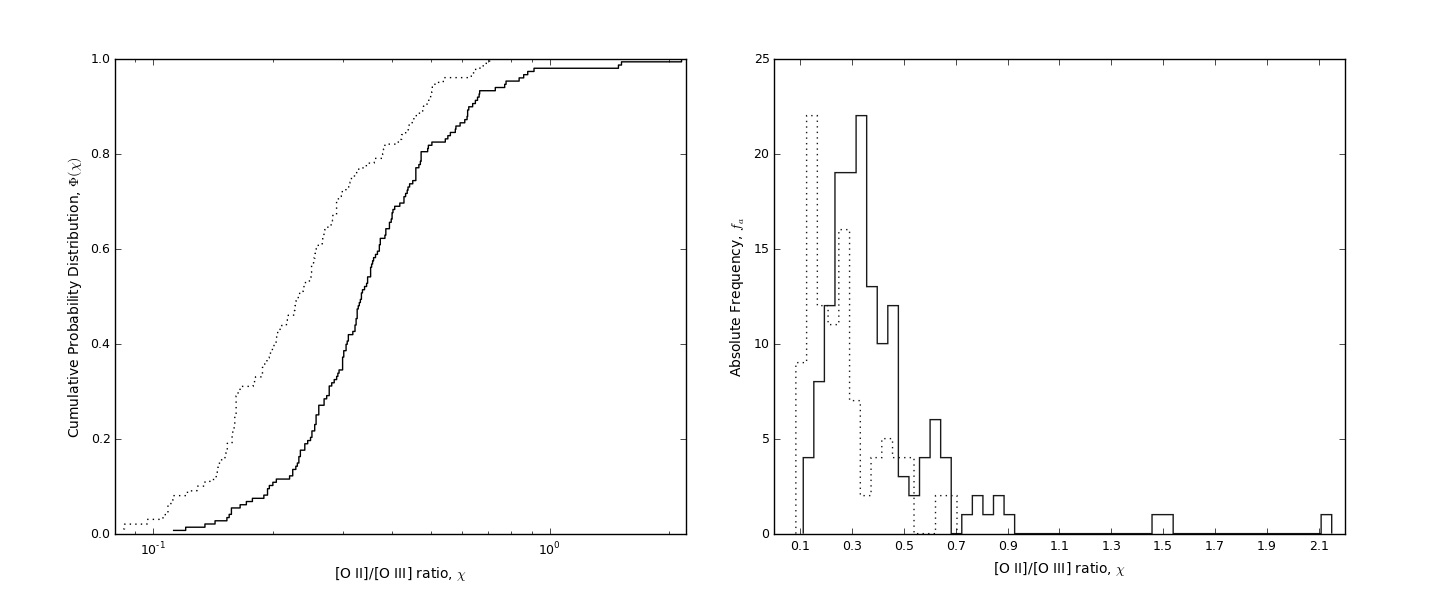 1.0
0.8
0.6
0.4
0.2
0.0
Cumulative Probability Distribution, Φ(χ)
10⁻¹ 10⁰
[O II]/[O III] ratio, χ
25
20
15
10
5
0
Absolute Frequency, fₐ
0.1 0.3 0.5 0.7 0.9 1.1 1.3 1.5 1.7 1.9 2.1
[O II]/[O III] ratio, χ